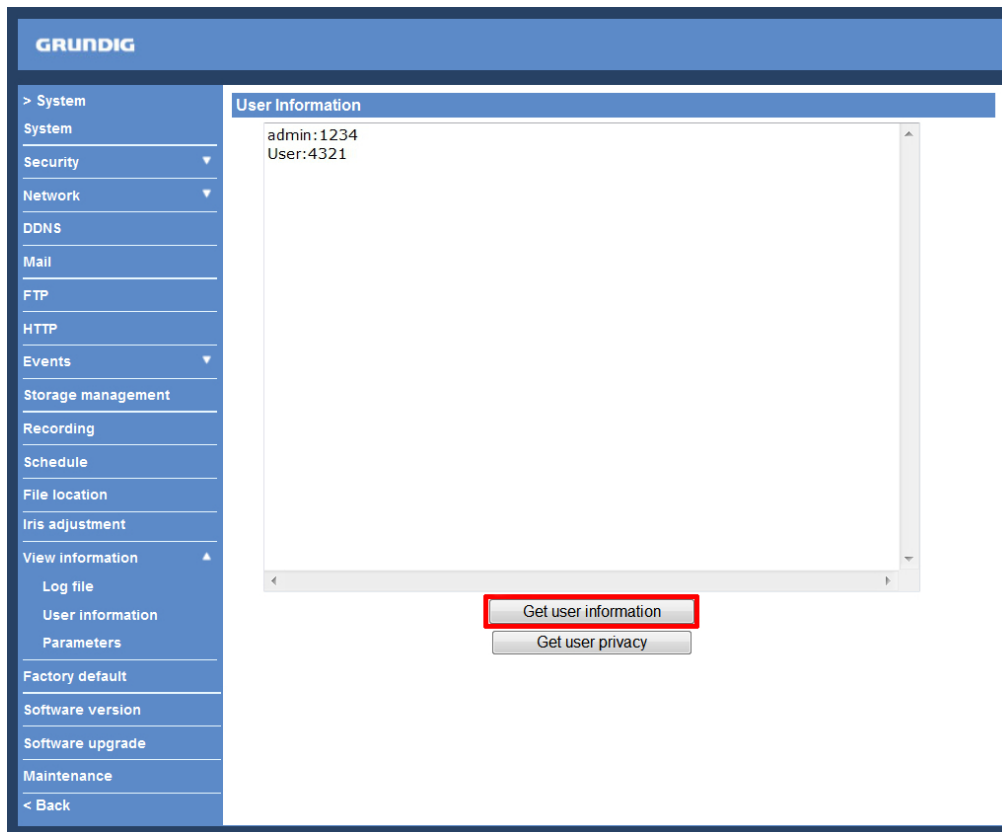 GRUNDIG
> System
System
Security
Network
DDNS
Mail
FTP
HTTP
Events
Storage management
Recording
Schedule
File location
Iris adjustment
View information
Log file
User information
Parameters
Factory default
Software version
Software upgrade
Maintenance
< Back
User Information
admin:1234
User:4321
Get user information
Get user privacy